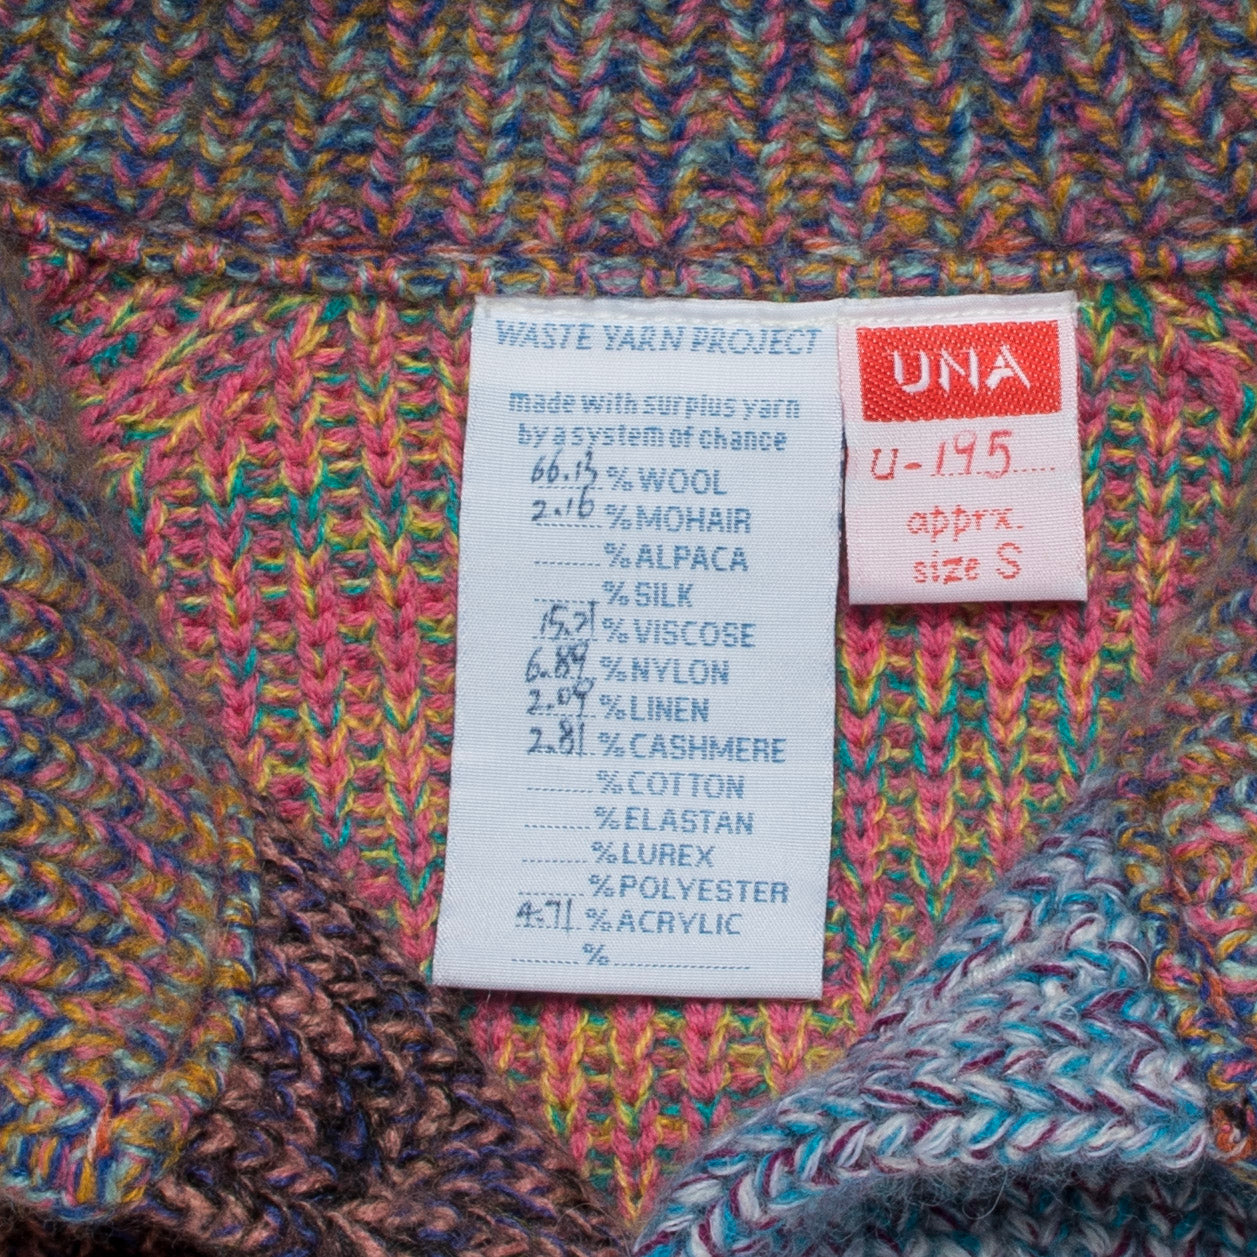 WASTE YARN PROJECT
made with surplus yarn
by a system of chance
66.13 % WOOL
2.16 % MOHAIR
% ALPACA
% SILK
15.21 % VISCOSE
6.89 % NYLON
2.09 % LINEN
2.81 % CASHMERE
% COTTON
% ELASTAN
% LUREX
% POLYESTER
4.71 % ACRYLIC
%
UNA
U-195
apprx.
size S